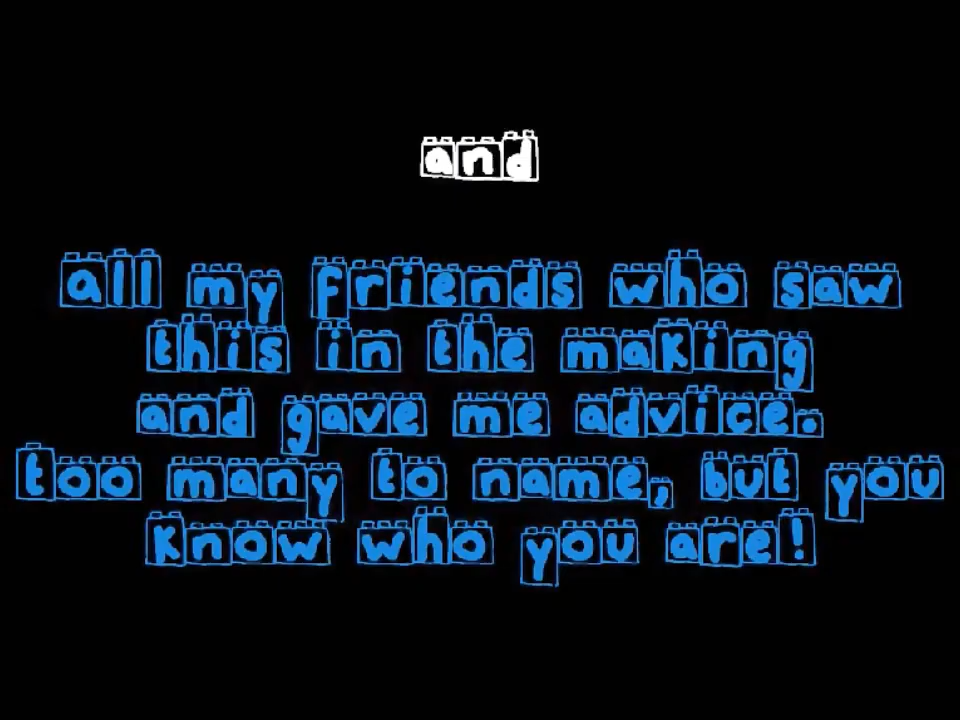 and
all my friends who saw
this in the making
and gave me advice.
too many to name, but you
know who you are!